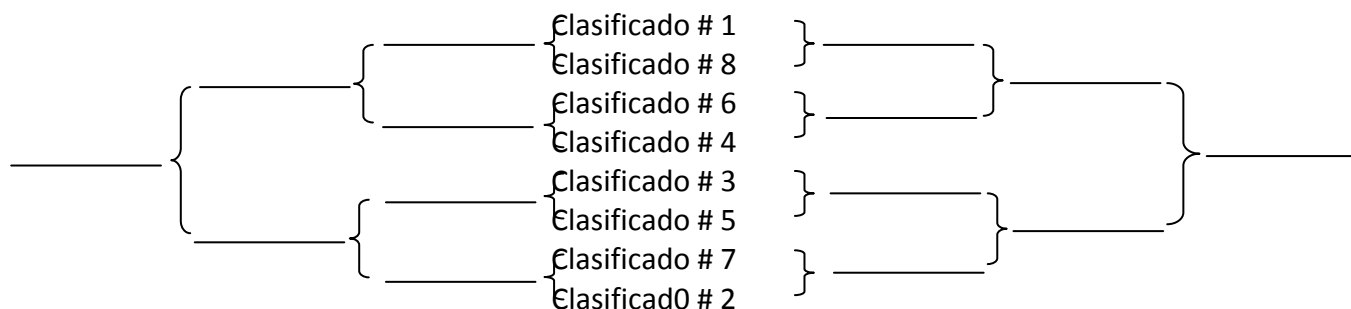 Clasificado # 1
Clasificado # 8
Clasificado # 6
Clasificado # 4
Clasificado # 3
Clasificado # 5
Clasificado # 7
Clasificad0 # 2